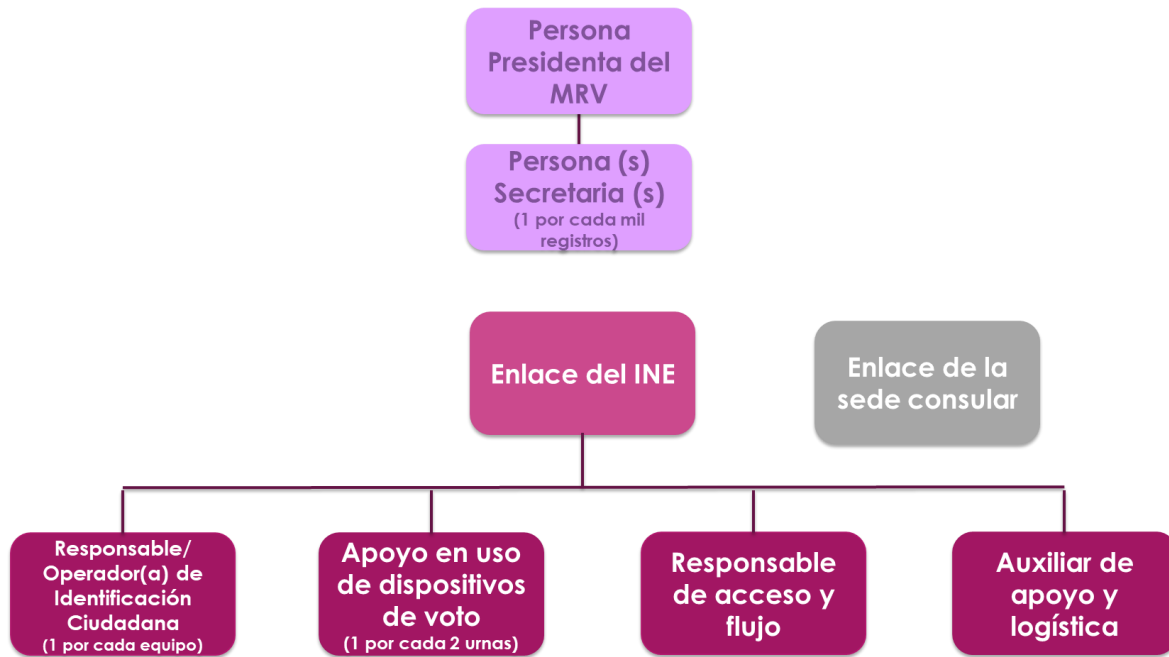 Persona
Presidenta del
MRV
Persona (s)
Secretaria (s)
(1 por cada mil
registros)
Enlace del INE
Enlace de la
sede consular
Responsable/
Operador(a) de
Identificación
Ciudadana
(1 por cada equipo)
Apoyo en uso
de dispositivos
de voto
(1 por cada 2 urnas)
Responsable
de acceso y
flujo
Auxiliar de
apoyo y
logística